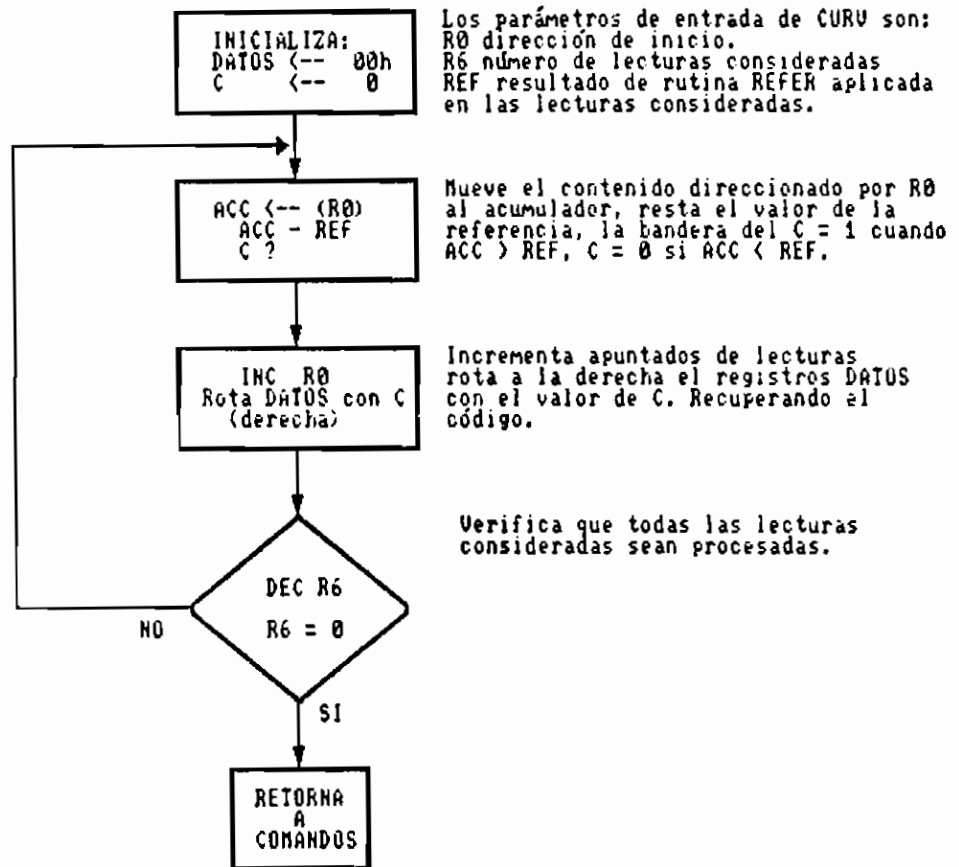 INICIALIZA:
DATOS <-- 00h
C <-- 0
Los parámetros de entrada de CURV son:
R0 dirección de inicio.
R6 número de lecturas consideradas
REF resultado de rutina REFER aplicada
en las lecturas consideradas.
ACC <-- (R0)
ACC - REF
C ?
Mueve el contenido direccionado por R0
al acumulador, resta el valor de la
referencia, la bandera del C = 1 cuando
ACC > REF, C = 0 si ACC < REF.
INC R0
Rota DATOS con C
(derecha)
Incrementa apuntados de lecturas
rota a la derecha el registros DATOS
con el valor de C. Recuperando el
código.
Verifica que todas las lecturas
consideradas sean procesadas.
DEC R6
R6 = 0
NO
SI
RETORNA
A
COMANDOS